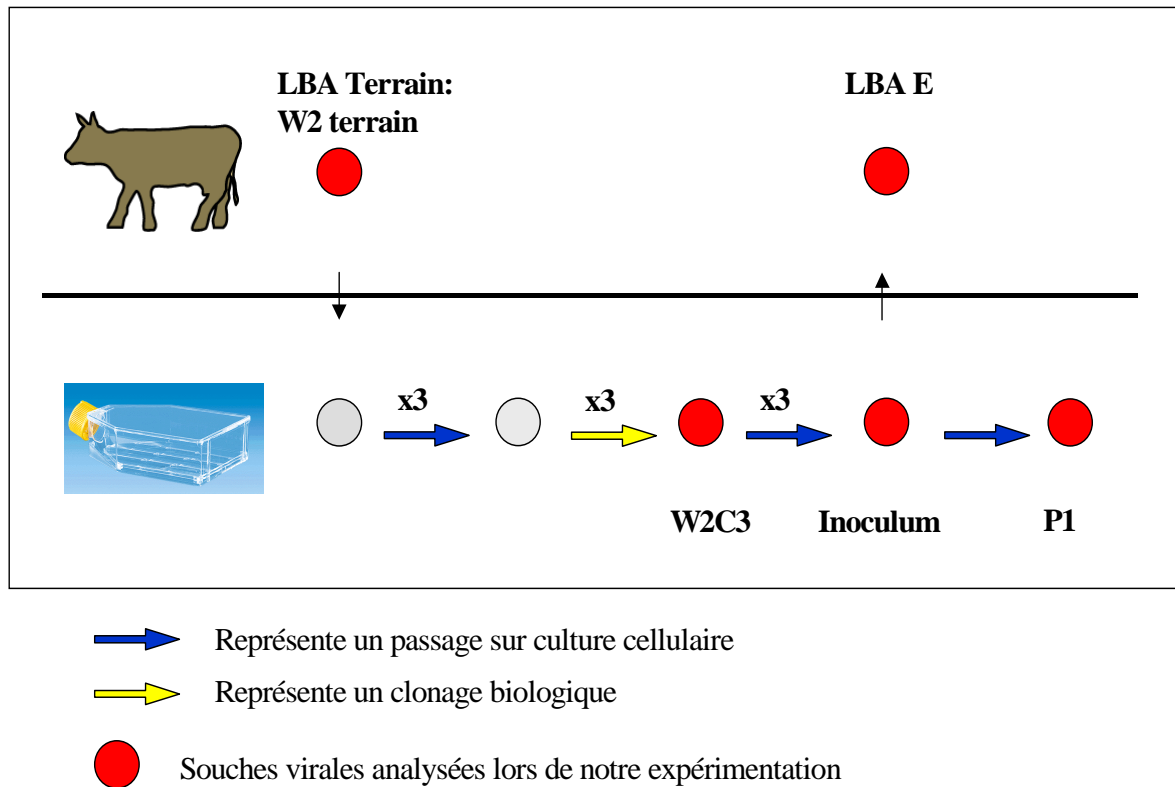 LBA Terrain:
W2 terrain
LBA E
x3
x3
x3
W2C3
Inoculum
P1
Représente un passage sur culture cellulaire
Représente un clonage biologique
Souches virales analysées lors de notre expérimentation